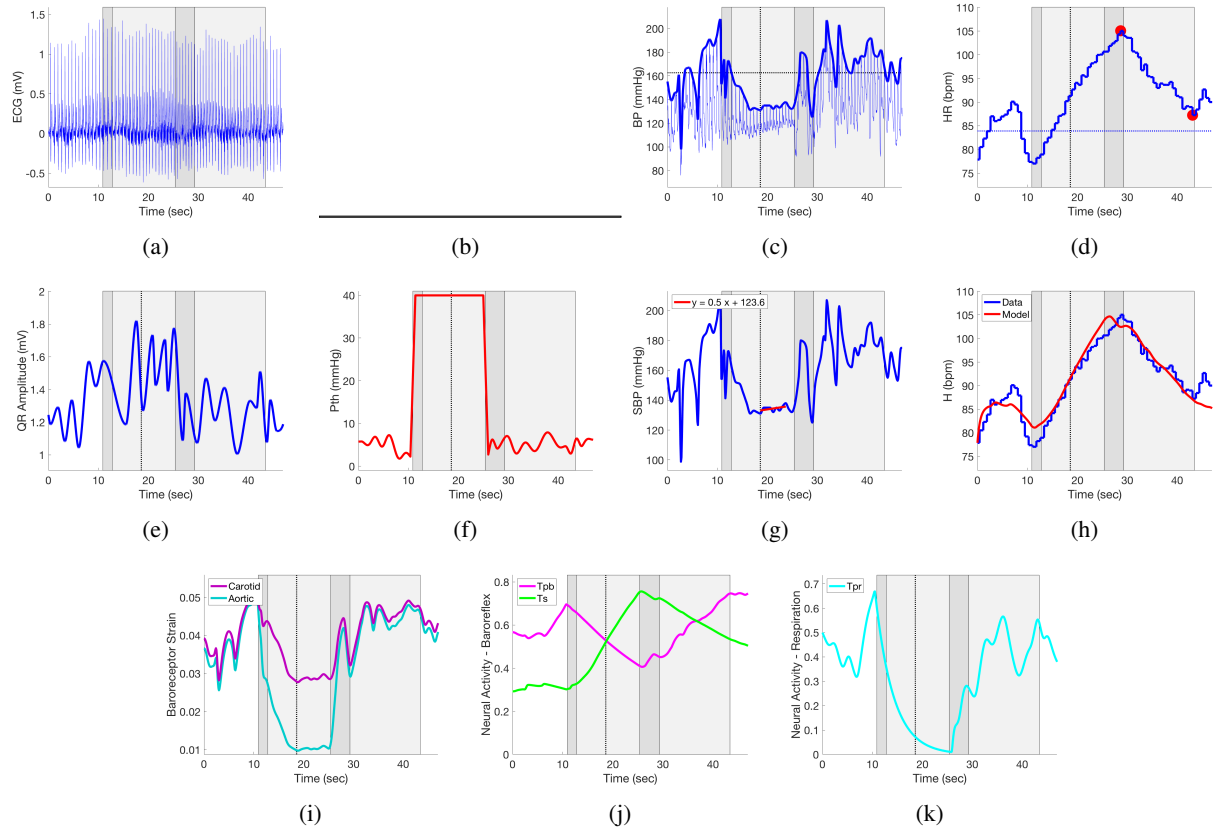 ECG (mV)
1.5
1
0.5
0
-0.5
0 10 20 30 40
Time (sec)
(a)
(b)
BP (mmHg)
200
180
160
140
120
100
80
0 10 20 30 40
Time (sec)
(c)
HR (bpm)
110
105
100
95
90
85
80
75
0 10 20 30 40
Time (sec)
(d)
QR Amplitude (mV)
2
1.8
1.6
1.4
1.2
1
0 10 20 30 40
Time (sec)
(e)
Pth (mmHg)
40
30
20
10
0
0 10 20 30 40
Time (sec)
(f)
SBP (mmHg)
y = 0.5 x + 123.6
200
180
160
140
120
100
0 10 20 30 40
Time (sec)
(g)
H (bpm)
Data
Model
110
105
100
95
90
85
80
75
0 10 20 30 40
Time (sec)
(h)
Baroreceptor Strain
Carotid
Aortic
0.05
0.04
0.03
0.02
0.01
0 20 40
Time (sec)
(i)
Neural Activity - Baroreflex
Tpb
Ts
0.8
0.6
0.4
0.2
0
0 20 40
Time (sec)
(j)
Neural Activity - Respiration
Tpr
0.7
0.6
0.5
0.4
0.3
0.2
0.1
0
0 20 40
Time (sec)
(k)